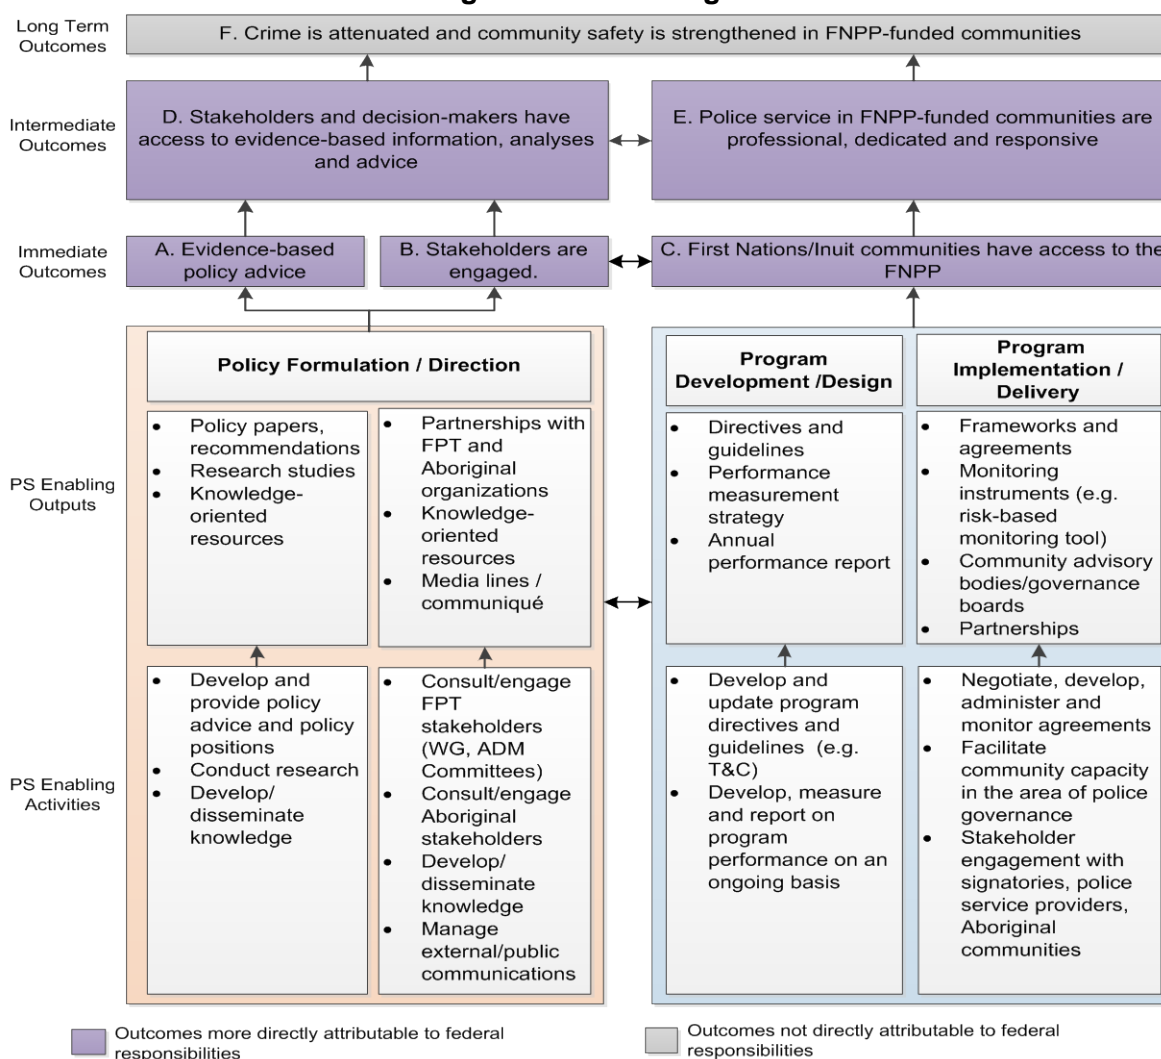 Long Term
Outcomes
F. Crime is attenuated and community safety is strengthened in FNPP-funded communities
Intermediate
Outcomes
D. Stakeholders and decision-makers have
access to evidence-based information, analyses
and advice
E. Police service in FNPP-funded communities are
professional, dedicated and responsive
Immediate
Outcomes
A. Evidence-based
policy advice
B. Stakeholders are
engaged.
C. First Nations/Inuit communities have access to the
FNPP
Policy Formulation / Direction
Program
Development /Design
Program
Implementation /
Delivery
PS Enabling
Outputs
• Policy papers,
recommendations
• Research studies
• Knowledge-
oriented
resources
• Partnerships with
FPT and
Aboriginal
organizations
• Knowledge-
oriented
resources
• Media lines /
communiqué
• Directives and
guidelines
• Performance
measurement
strategy
• Annual
performance report
• Frameworks and
agreements
• Monitoring
instruments (e.g.
risk-based
monitoring tool)
• Community advisory
bodies/governance
boards
• Partnerships
PS Enabling
Activities
• Develop and
provide policy
advice and policy
positions
• Conduct research
• Develop/
disseminate
knowledge
• Consult/engage
FPT
stakeholders
(WG, ADM
Committees)
• Consult/engage
Aboriginal
stakeholders
• Develop/
disseminate
knowledge
• Manage
external/public
communications
• Develop and
update program
directives and
guidelines (e.g.
T&C)
• Develop, measure
and report on
program
performance on an
ongoing basis
• Negotiate, develop,
administer and
monitor agreements
• Facilitate
community capacity
in the area of police
governance
• Stakeholder
engagement with
signatories, police
service providers,
Aboriginal
communities
Outcomes more directly attributable to federal
responsibilities
Outcomes not directly attributable to federal
responsibilities